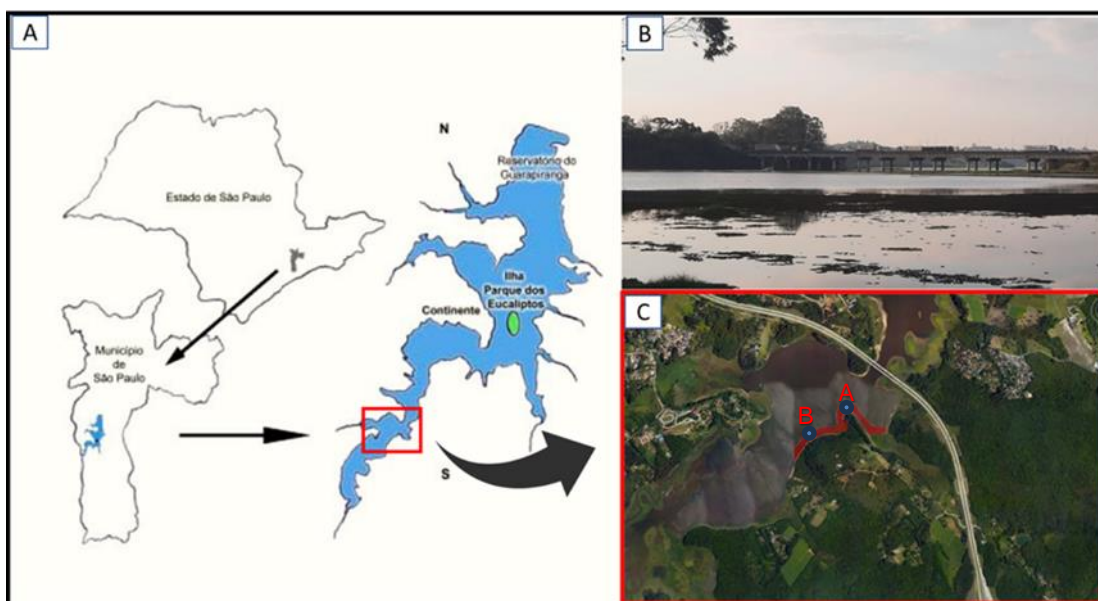 A
N
Reservatório do
Guarapiranga
Estado de São Paulo
Ilha
Parque dos
Eucaliptos
Continente
Município
de
São Paulo
S
B
C
A
B